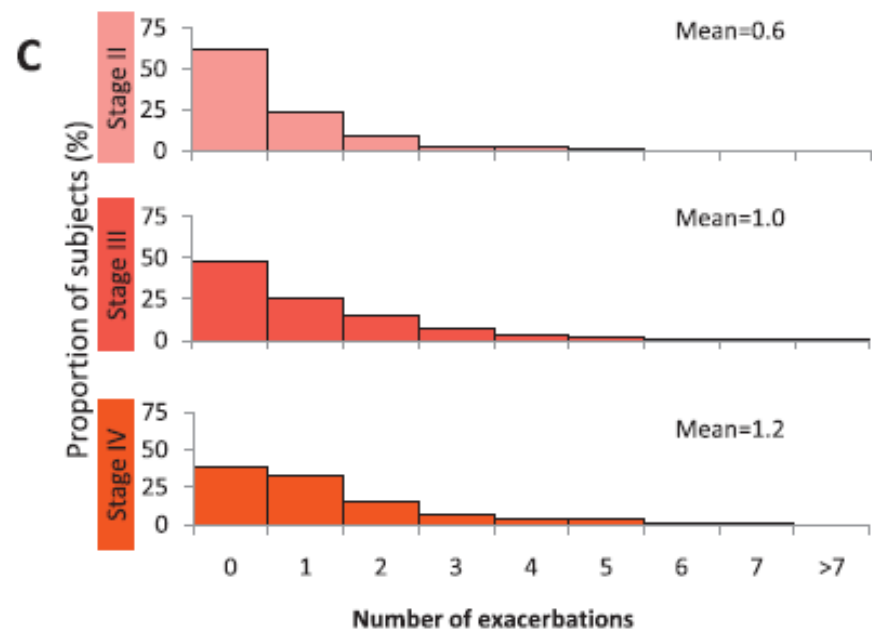 C
Proportion of subjects (%)
Stage II
75
50
25
0
Mean=0.6
Stage III
75
50
25
0
Mean=1.0
Stage IV
75
50
25
0
Mean=1.2
0 1 2 3 4 5 6 7 >7
Number of exacerbations